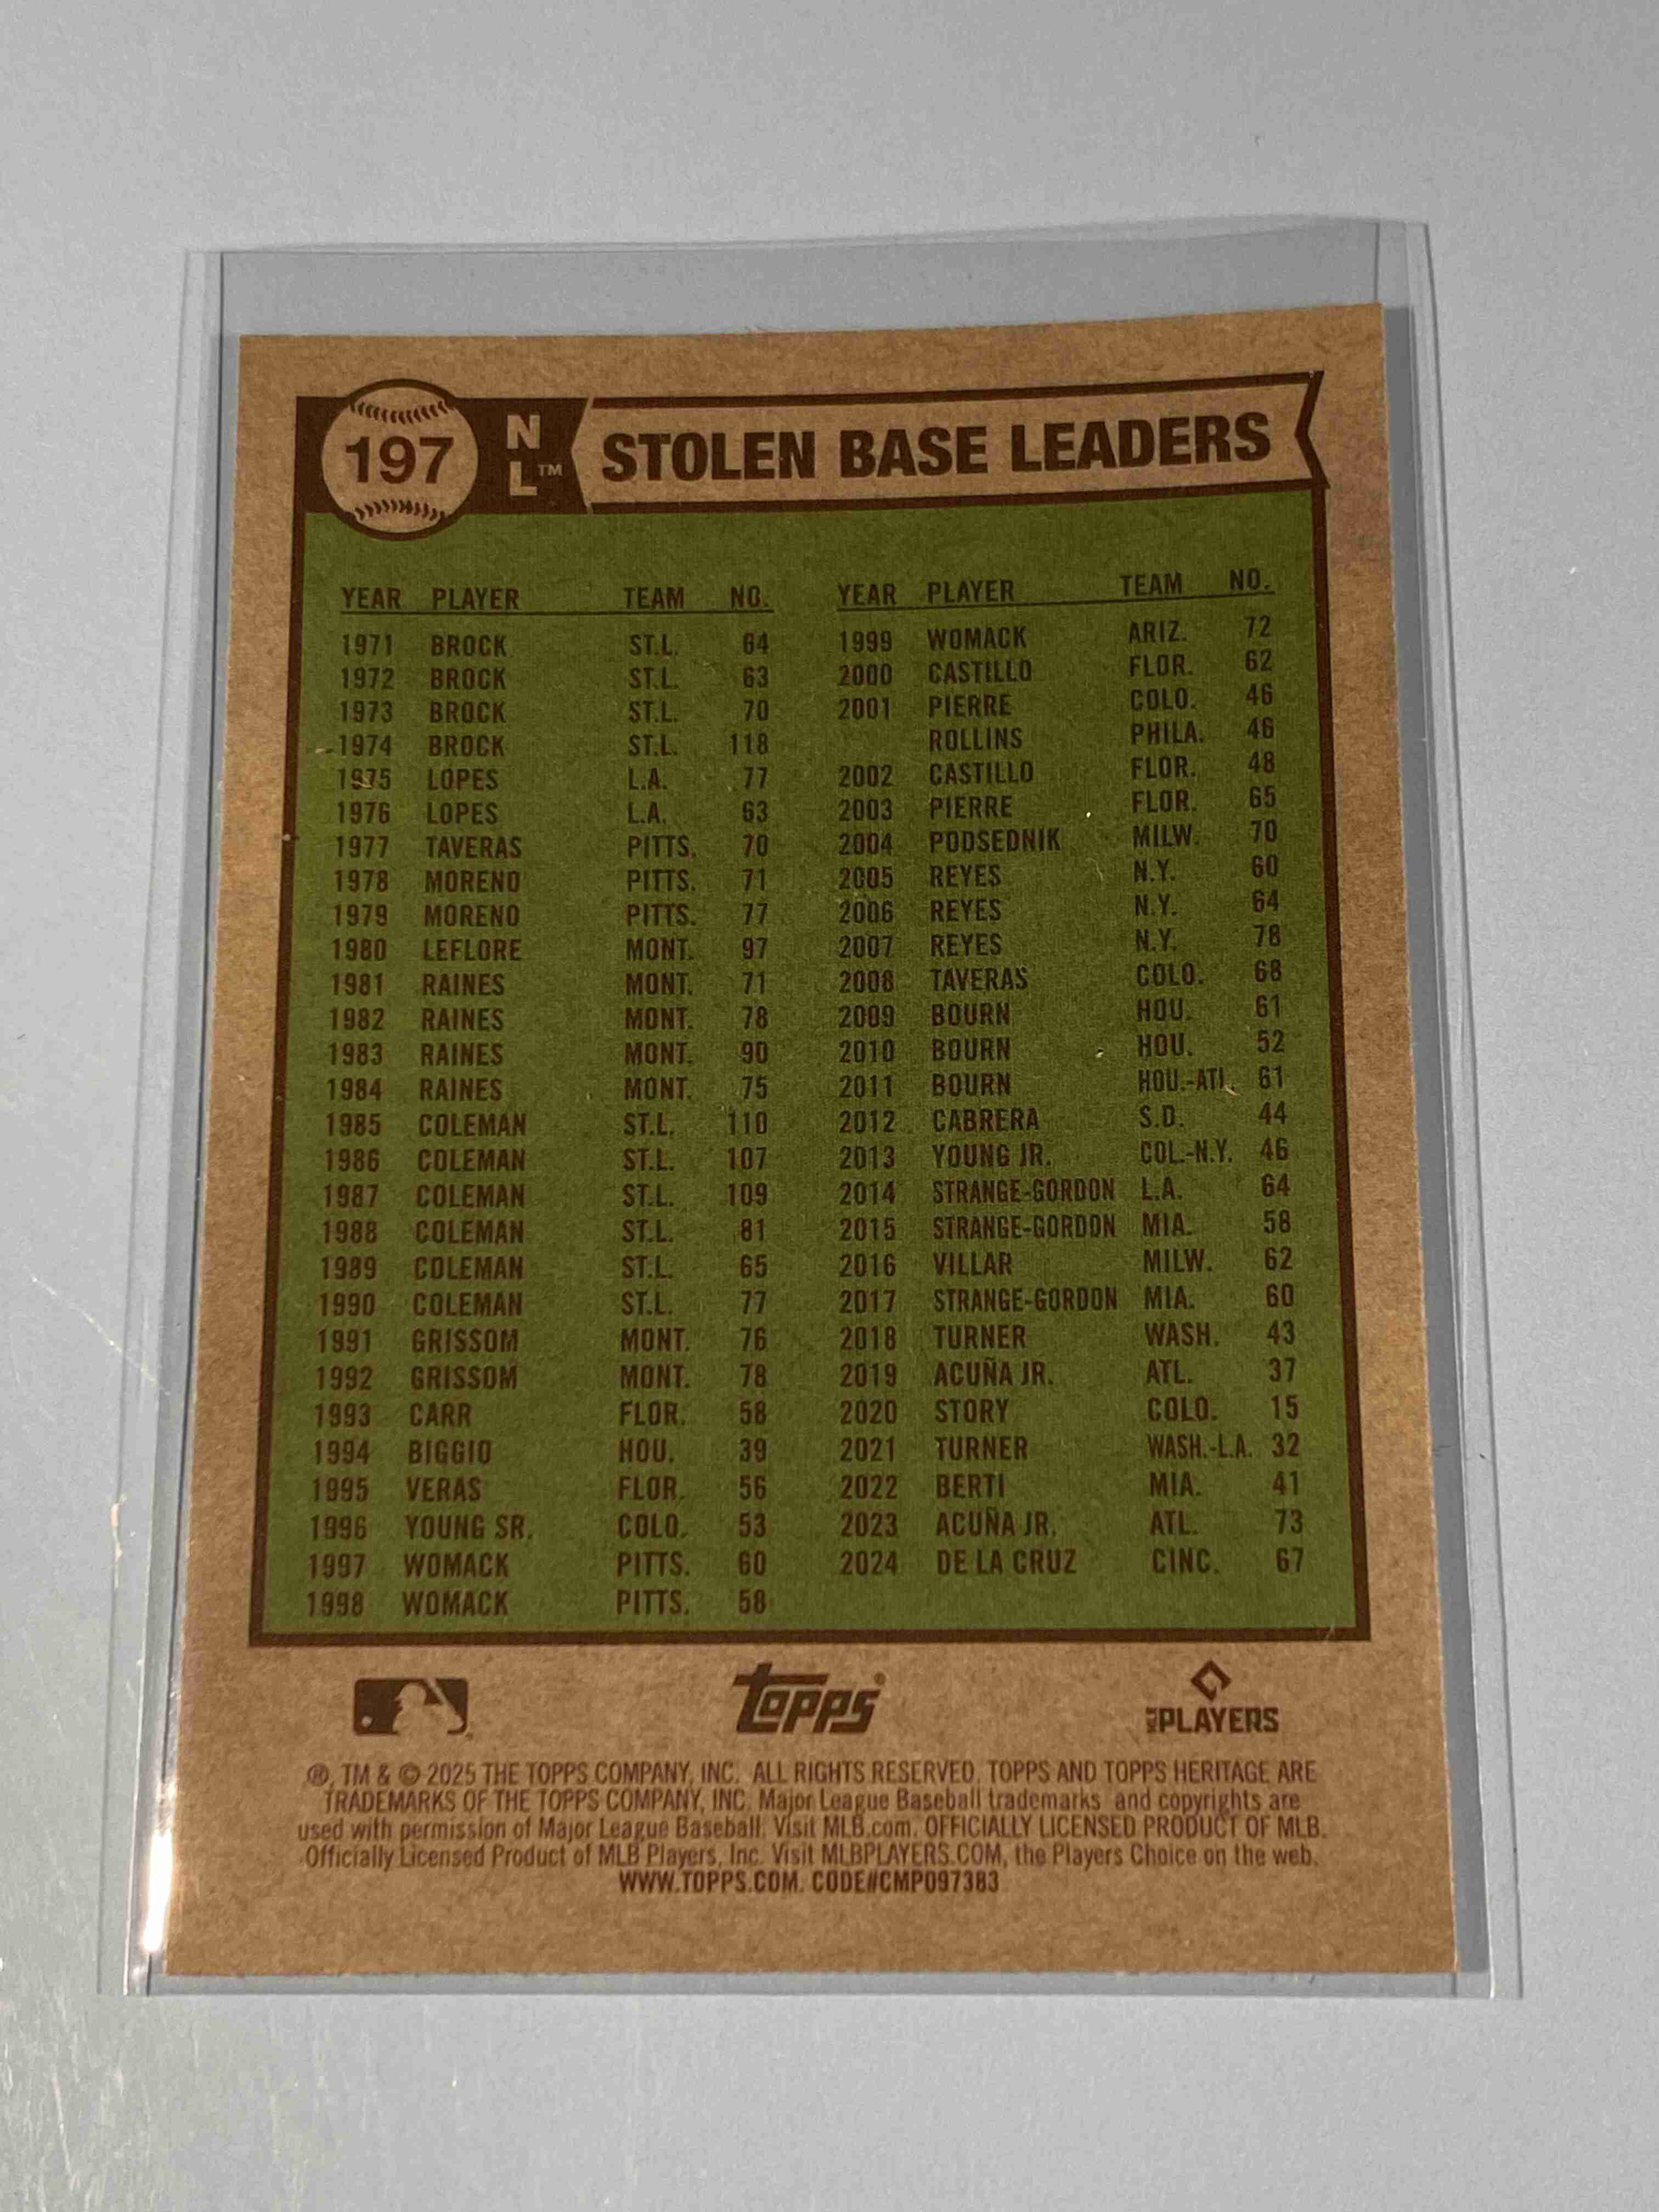 197 NL™ STOLEN BASE LEADERS
YEAR PLAYER TEAM NO.
1971 BROCK ST.L. 64
1972 BROCK ST.L. 63
1973 BROCK ST.L. 70
1974 BROCK ST.L. 118
1975 LOPES L.A. 77
1976 LOPES L.A. 63
1977 TAVERAS PITTS. 70
1978 MORENO PITTS. 71
1979 MORENO PITTS. 77
1980 LEFLORE MONT. 97
1981 RAINES MONT. 71
1982 RAINES MONT. 78
1983 RAINES MONT. 90
1984 RAINES MONT. 75
1985 COLEMAN ST.L. 110
1986 COLEMAN ST.L. 107
1987 COLEMAN ST.L. 109
1988 COLEMAN ST.L. 81
1989 COLEMAN ST.L. 65
1990 COLEMAN ST.L. 77
1991 GRISSOM MONT. 76
1992 GRISSOM MONT. 78
1993 CARR FLOR. 58
1994 BIGGIO HOU. 39
1995 VERAS FLOR. 56
1996 YOUNG SR. COLO. 53
1997 WOMACK PITTS. 60
1998 WOMACK PITTS. 58
YEAR PLAYER TEAM NO.
1999 WOMACK ARIZ. 72
2000 CASTILLO FLOR. 62
2001 PIERRE COLO. 46
ROLLINS PHILA. 46
2002 CASTILLO FLOR. 48
2003 PIERRE FLOR. 65
2004 PODSEDNIK MILW. 70
2005 REYES N.Y. 60
2006 REYES N.Y. 64
2007 REYES N.Y. 78
2008 TAVERAS COLO. 68
2009 BOURN HOU. 61
2010 BOURN HOU. 52
2011 BOURN HOU.-ATL. 61
2012 CABRERA S.D. 44
2013 YOUNG JR. COL.-N.Y. 46
2014 STRANGE-GORDON L.A. 64
2015 STRANGE-GORDON MIA. 58
2016 VILLAR MILW. 62
2017 STRANGE-GORDON MIA. 60
2018 TURNER WASH. 43
2019 ACUÑA JR. ATL. 37
2020 STORY COLO. 15
2021 TURNER WASH.-L.A. 32
2022 BERTI MIA. 41
2023 ACUÑA JR. ATL. 73
2024 DE LA CRUZ CINC. 67
topps® MLB PLAYERS
®, TM & © 2025 THE TOPPS COMPANY, INC. ALL RIGHTS RESERVED. TOPPS AND TOPPS HERITAGE ARE
TRADEMARKS OF THE TOPPS COMPANY, INC. Major League Baseball trademarks and copyrights are
used with permission of Major League Baseball. Visit MLB.com. OFFICIALLY LICENSED PRODUCT OF MLB.
Officially Licensed Product of MLB Players, Inc. Visit MLBPLAYERS.COM, the Players Choice on the web.
WWW.TOPPS.COM. CODE#CMP097383